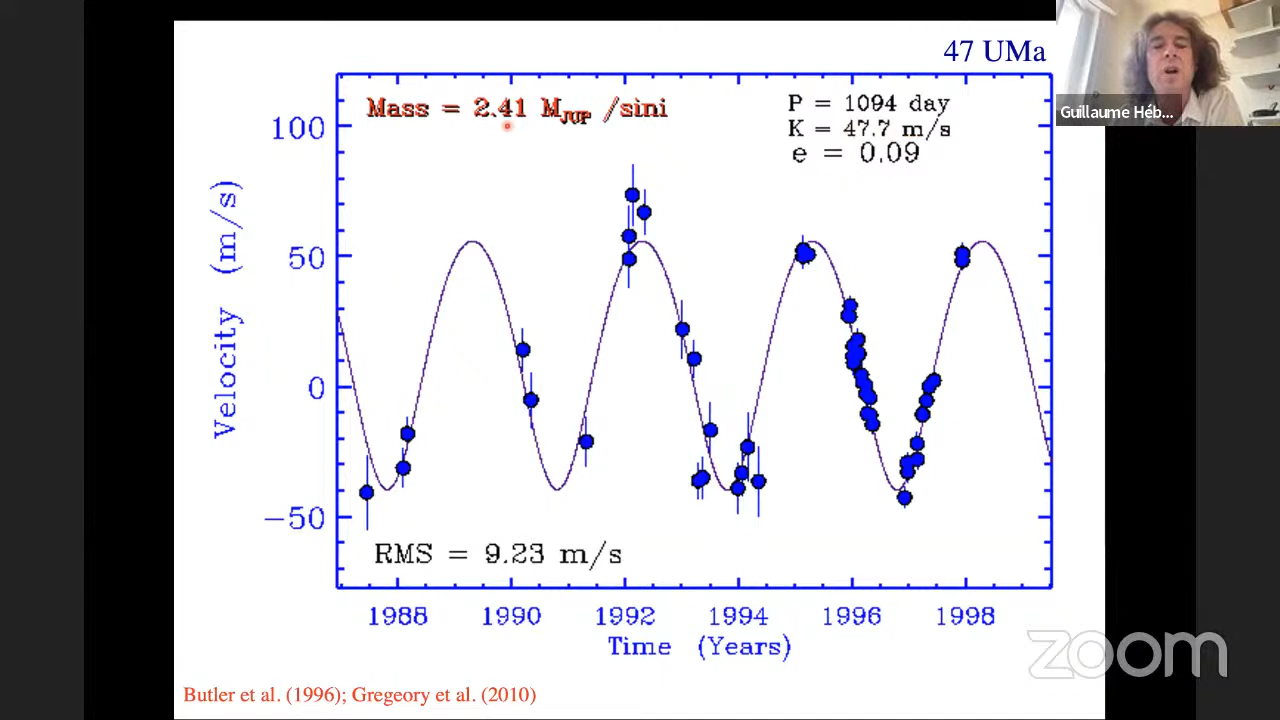 47 UMa
Mass = 2.41 MJUP /sini
P = 1094 day
K = 47.7 m/s
e = 0.09
Guillaume Héb...
100
50
0
-50
Velocity (m/s)
RMS = 9.23 m/s
1988 1990 1992 1994 1996 1998
Time (Years)
zoom
Butler et al. (1996); Gregeory et al. (2010)